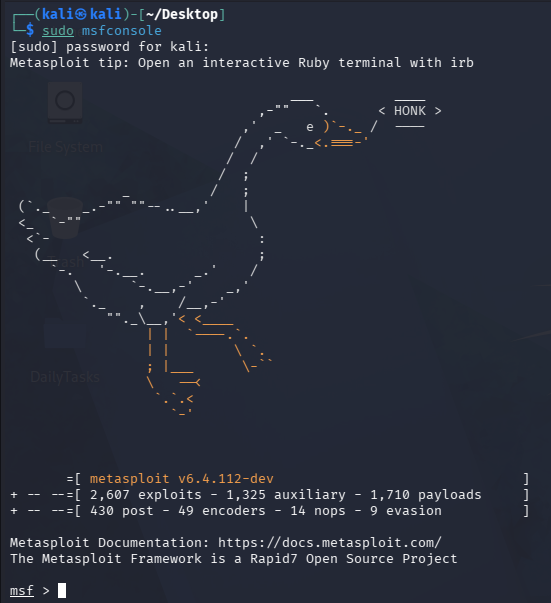 (kali㉿kali)-[~/Desktop]
$ sudo msfconsole
[sudo] password for kali:
Metasploit tip: Open an interactive Ruby terminal with irb
< HONK >
e
File System
DailyTasks
=[ metasploit v6.4.112-dev ]
+ -- --=[ 2,607 exploits - 1,325 auxiliary - 1,710 payloads ]
+ -- --=[ 430 post - 49 encoders - 14 nops - 9 evasion ]
Metasploit Documentation: https://docs.metasploit.com/
The Metasploit Framework is a Rapid7 Open Source Project
msf >